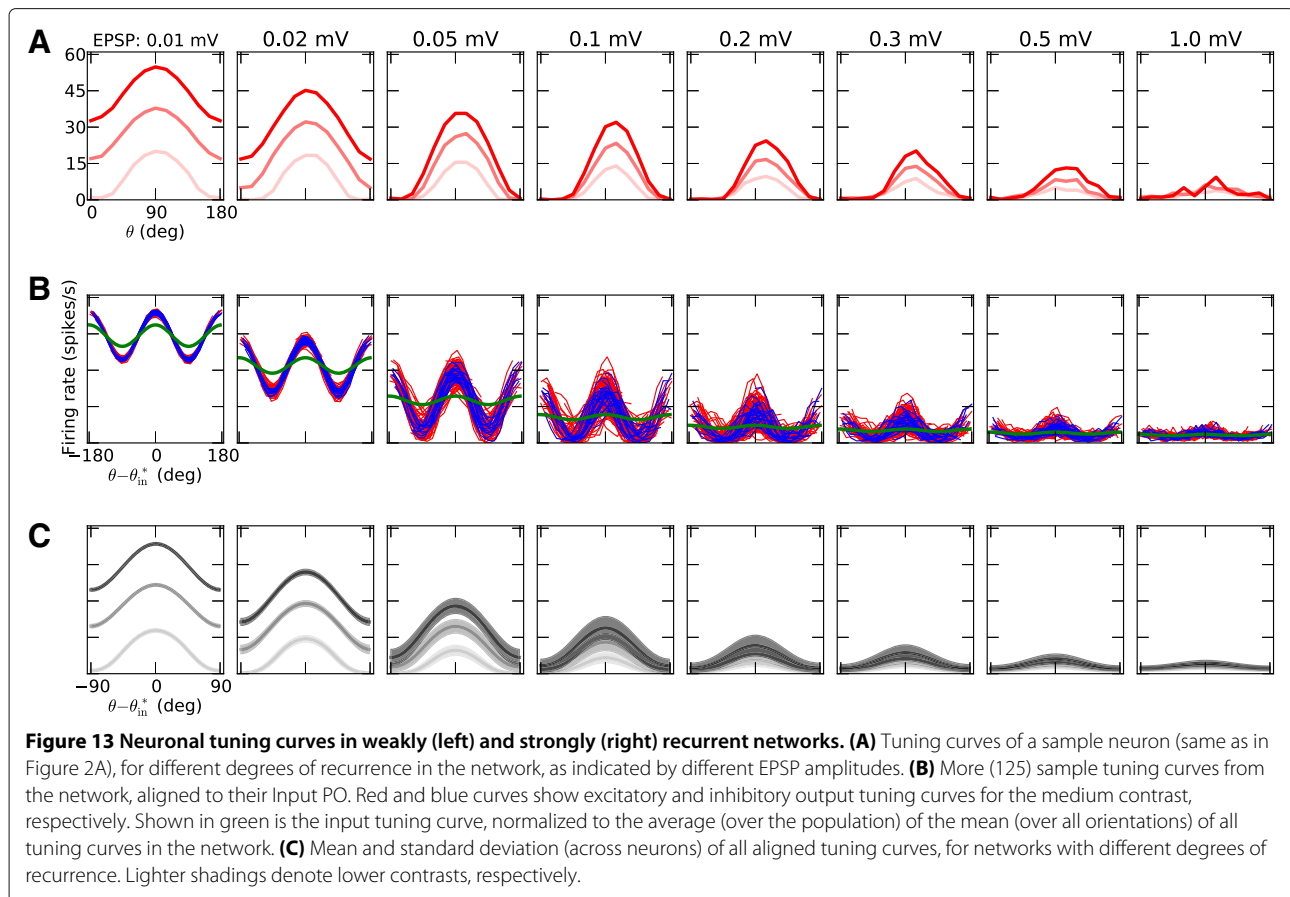 A
EPSP: 0.01 mV 0.02 mV 0.05 mV 0.1 mV 0.2 mV 0.3 mV 0.5 mV 1.0 mV
60
45
30
15
0
0 90 180
θ (deg)
B
Firing rate (spikes/s)
−180 0 180
θ−θ*in (deg)
C
−90 0 90
θ−θ*in (deg)
Figure 13 Neuronal tuning curves in weakly (left) and strongly (right) recurrent networks. (A) Tuning curves of a sample neuron (same as in
Figure 2A), for different degrees of recurrence in the network, as indicated by different EPSP amplitudes. (B) More (125) sample tuning curves from
the network, aligned to their Input PO. Red and blue curves show excitatory and inhibitory output tuning curves for the medium contrast,
respectively. Shown in green is the input tuning curve, normalized to the average (over the population) of the mean (over all orientations) of all
tuning curves in the network. (C) Mean and standard deviation (across neurons) of all aligned tuning curves, for networks with different degrees of
recurrence. Lighter shadings denote lower contrasts, respectively.